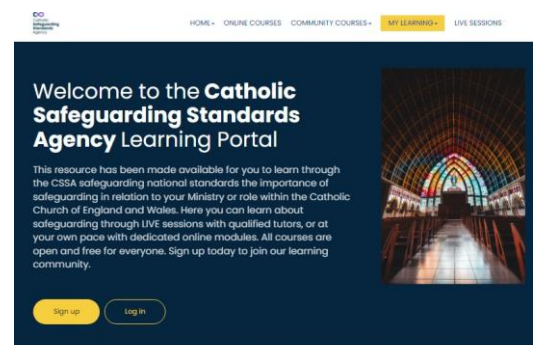 Catholic
Safeguarding
Standards
Agency
HOME
ONLINE COURSES
COMMUNITY COURSES
MY LEARNING
LIVE SESSIONS
Welcome to the Catholic
Safeguarding Standards
Agency Learning Portal
This resource has been made available for you to learn through
the CSSA safeguarding national standards the importance of
safeguarding in relation to your Ministry or role within the Catholic
Church of England and Wales. Here you can learn about
safeguarding through LIVE sessions with qualified tutors, or at
your own pace with dedicated online modules. All courses are
open and free for everyone. Sign up today to join our learning
community.
Sign up
Log in